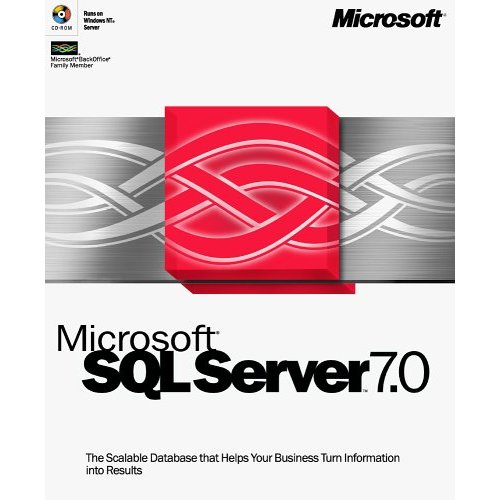 CD-ROM
Runs on
Windows NT®
Server
Microsoft® BackOffice®
Family Member
Microsoft®
Microsoft®
SQL Server™ 7.0
The Scalable Database that Helps Your Business Turn Information
into Results